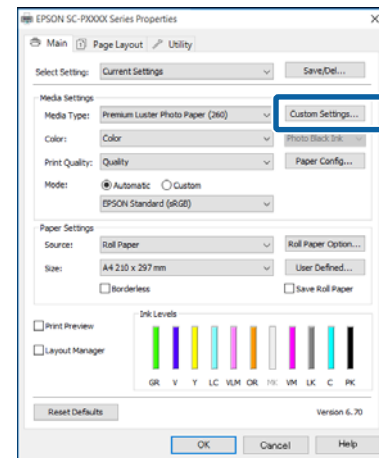 EPSON SC-PXXXX Series Properties
Main Page Layout Utility
Select Setting: Current Settings Save/Del...
Media Settings
Media Type: Premium Luster Photo Paper (260) Custom Settings...
Color: Color Photo Black Ink
Print Quality: Quality Paper Config...
Mode: Automatic Custom
EPSON Standard (sRGB)
Paper Settings
Source: Roll Paper Roll Paper Option...
Size: A4 210 x 297 mm User Defined...
Borderless Save Roll Paper
Ink Levels
Print Preview
Layout Manager
GR V Y LC VLM OR MK VM LK C PK
Reset Defaults Version 6.70
OK Cancel Help